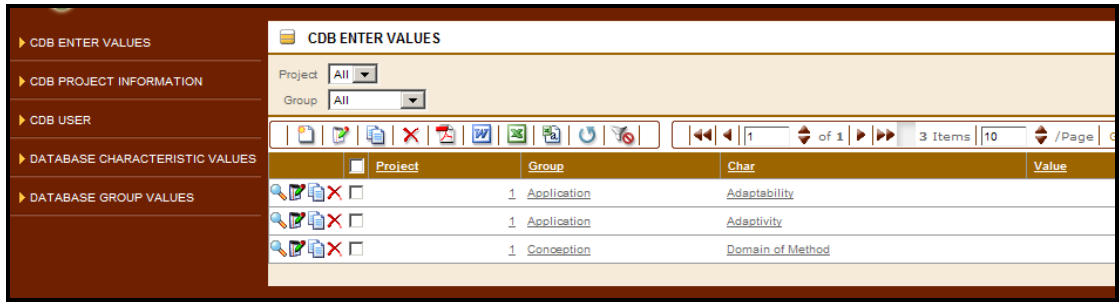 CDB ENTER VALUES
CDB PROJECT INFORMATION
CDB USER
DATABASE CHARACTERISTIC VALUES
DATABASE GROUP VALUES
CDB ENTER VALUES
Project All
Group All
1 of 1 3 Items 10 /Page
Project Group Char Value
1 Application Adaptability
1 Application Adaptivity
1 Conception Domain of Method